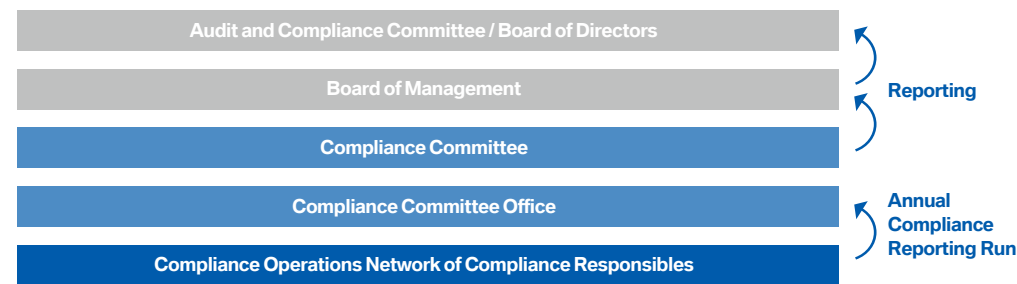 Audit and Compliance Committee / Board of Directors
Board of Management
Reporting
Compliance Committee
Compliance Committee Office
Annual
Compliance
Reporting Run
Compliance Operations Network of Compliance Responsibles